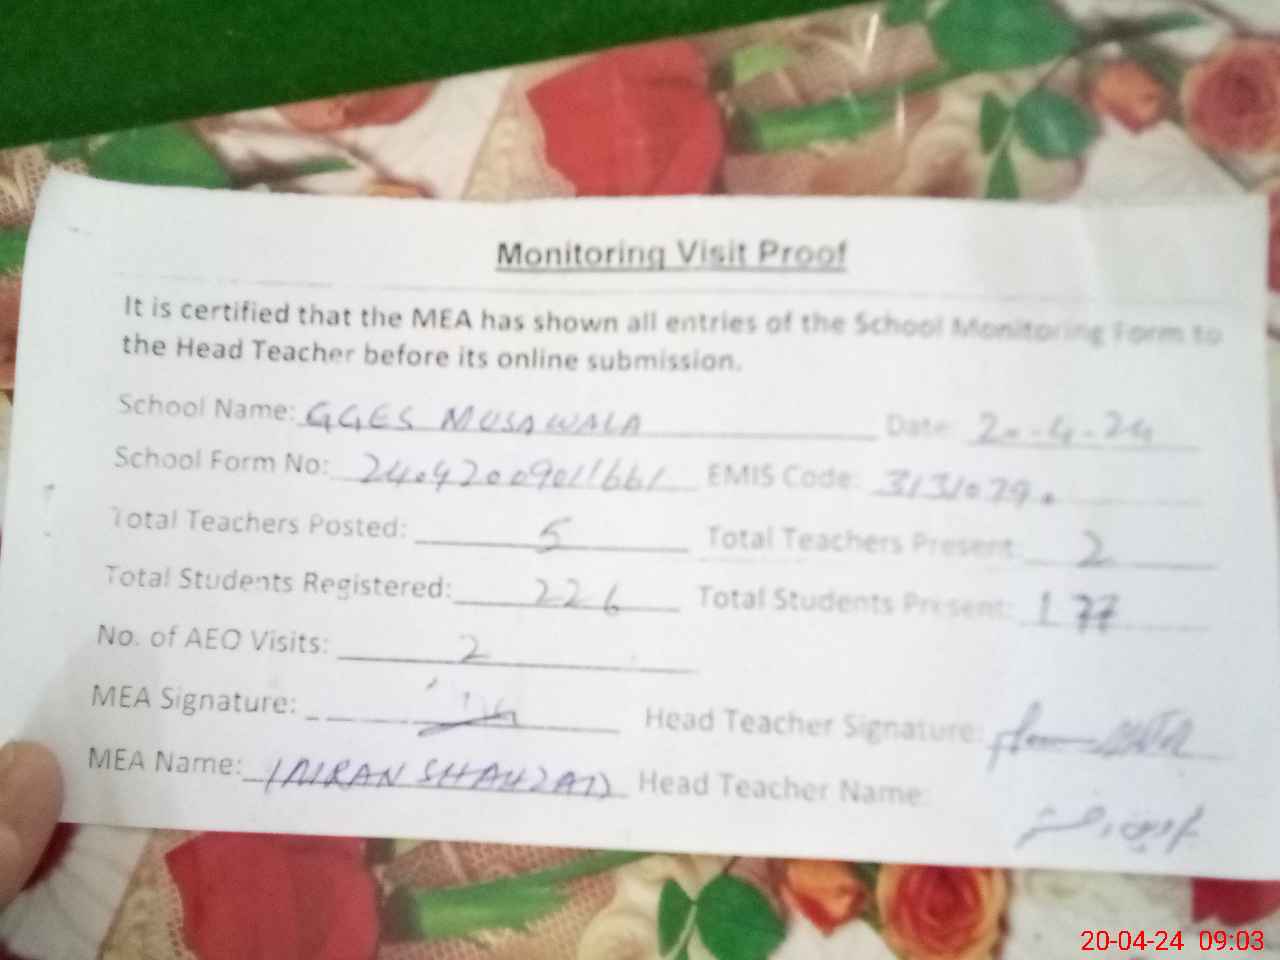 Monitoring Visit Proof
It is certified that the MEA has shown all entries of the School Monitoring Form to
the Head Teacher before its online submission.
School Name: GGES MUSAWALA Date: 20-4-24
School Form No: 24042009011661 EMIS Code: 31310290
Total Teachers Posted: 5 Total Teachers Present: 2
Total Students Registered: 226 Total Students Present: 177
No. of AEO Visits: 2
MEA Signature: Head Teacher Signature:
MEA Name: IMRAN SHAHZAD Head Teacher Name:
20-04-24 09:03